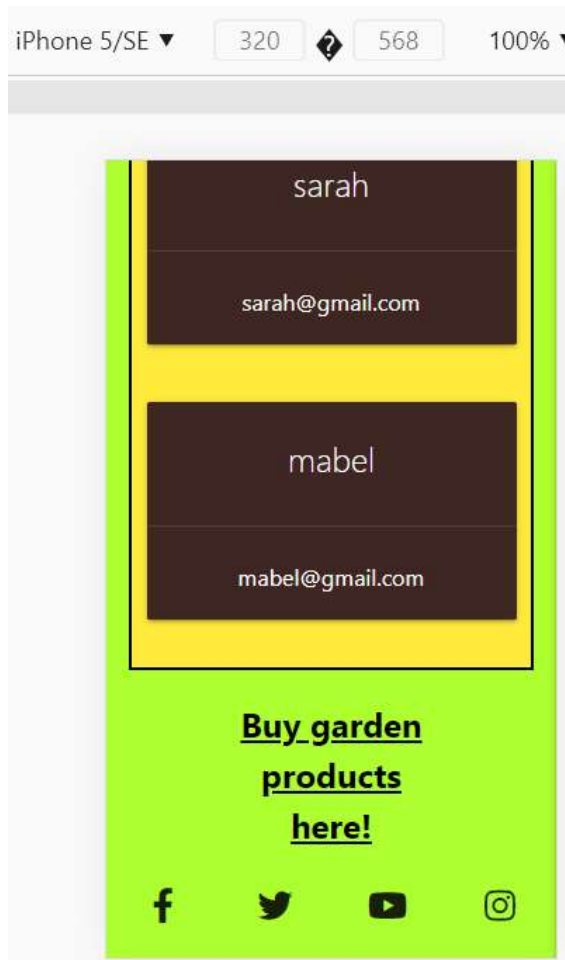 iPhone 5/SE ▼ 320 � 568 100% ▼
sarah
sarah@gmail.com
mabel
mabel@gmail.com
Buy garden
products
here!